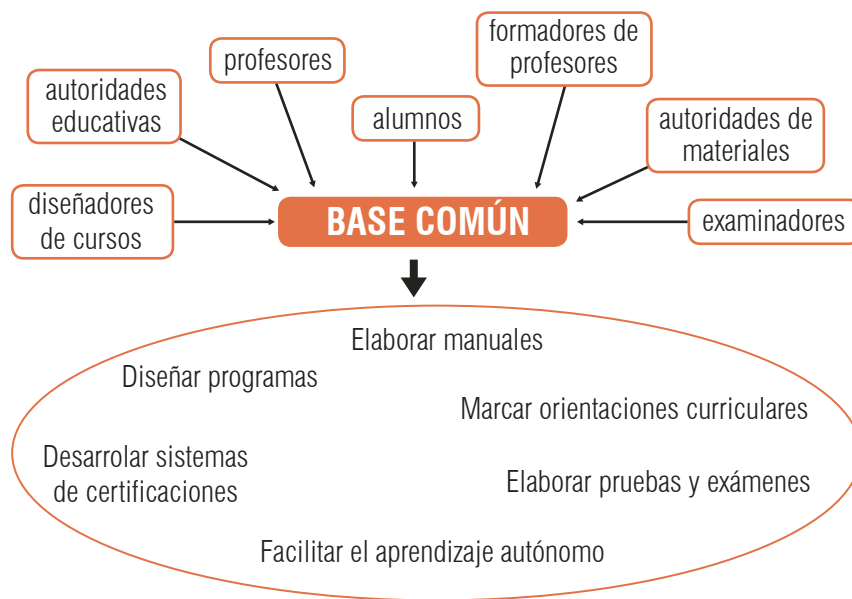 formadores de
profesores
profesores
autoridades
educativas
alumnos
autoridades de
materiales
diseñadores
de cursos
BASE COMÚN
examinadores
Elaborar manuales
Diseñar programas
Marcar orientaciones curriculares
Desarrolar sistemas
de certificaciones
Elaborar pruebas y exámenes
Facilitar el aprendizaje autónomo